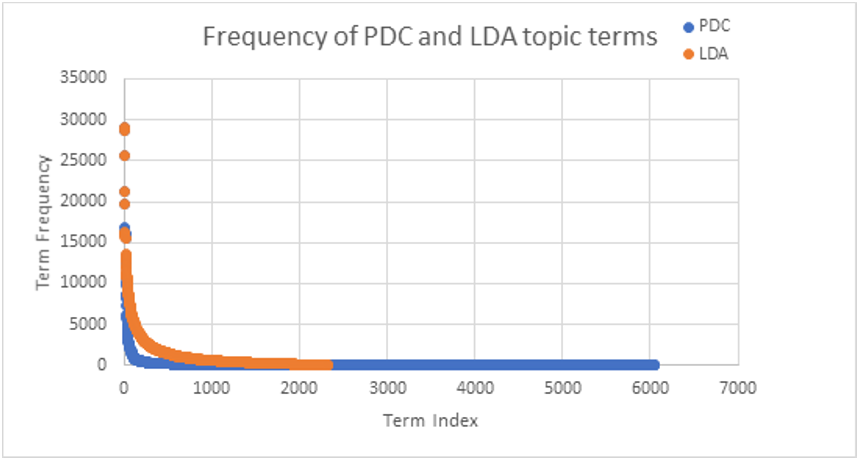 Frequency of PDC and LDA topic terms
PDC
LDA
35000
30000
25000
20000
15000
10000
5000
0
Term Frequency
0 1000 2000 3000 4000 5000 6000 7000
Term Index